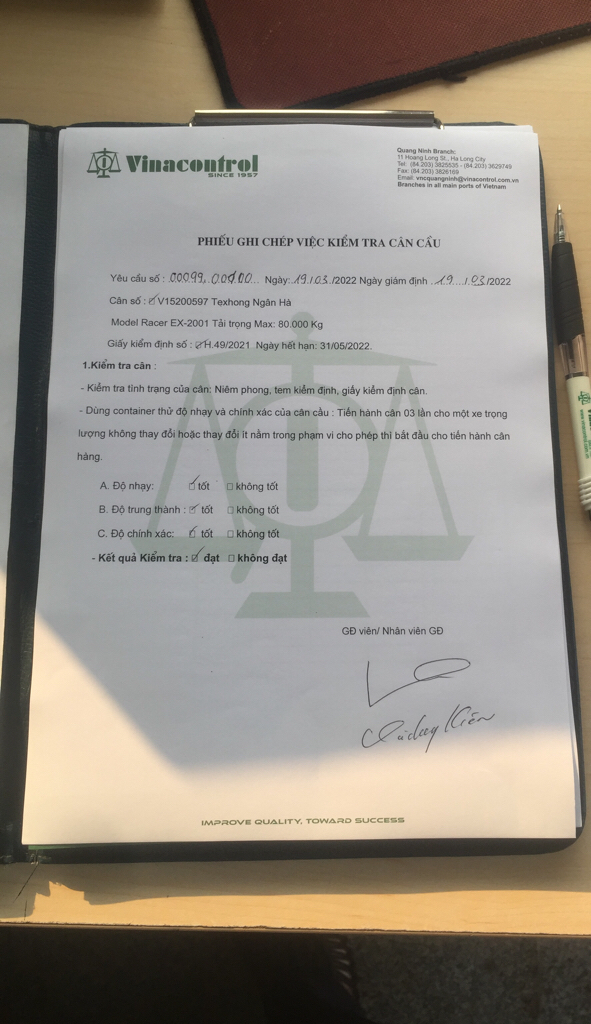 Vinacontrol
SINCE 1957
Quang Ninh Branch:
11 Hoang Long St., Ha Long City
Tel: (84.203) 3825535 - (84.203) 3629749
Fax: (84.203) 3826169
Email: vncquangninh@vinacontrol.com.vn
Branches in all main ports of Vietnam
PHIẾU GHI CHÉP VIỆC KIỂM TRA CÂN CẦU
Yêu cầu số : Ngày: 19/03/2022 Ngày giám định 19/03/2022
Cân số : ☑ V15200597 Texhong Ngân Hà
Model Racer EX-2001 Tải trọng Max: 80.000 Kg
Giấy kiểm định số : ☑ H.49/2021 Ngày hết hạn: 31/05/2022.
1.Kiểm tra cân :
- Kiểm tra tình trạng của cân: Niêm phong, tem kiểm định, giấy kiểm định cân.
- Dùng container thử độ nhạy và chính xác của cân cầu : Tiến hành cân 03 lần cho một xe trọng
lượng không thay đổi hoặc thay đổi ít nằm trong phạm vi cho phép thì bắt đầu cho tiến hành cân
hàng.
A. Độ nhạy: ☑ tốt ☐ không tốt
B. Độ trung thành : ☑ tốt ☐ không tốt
C. Độ chính xác: ☑ tốt ☐ không tốt
- Kết quả Kiểm tra : ☑ đạt ☐ không đạt
GĐ viên/ Nhân viên GĐ
Kiên
IMPROVE QUALITY, TOWARD SUCCESS